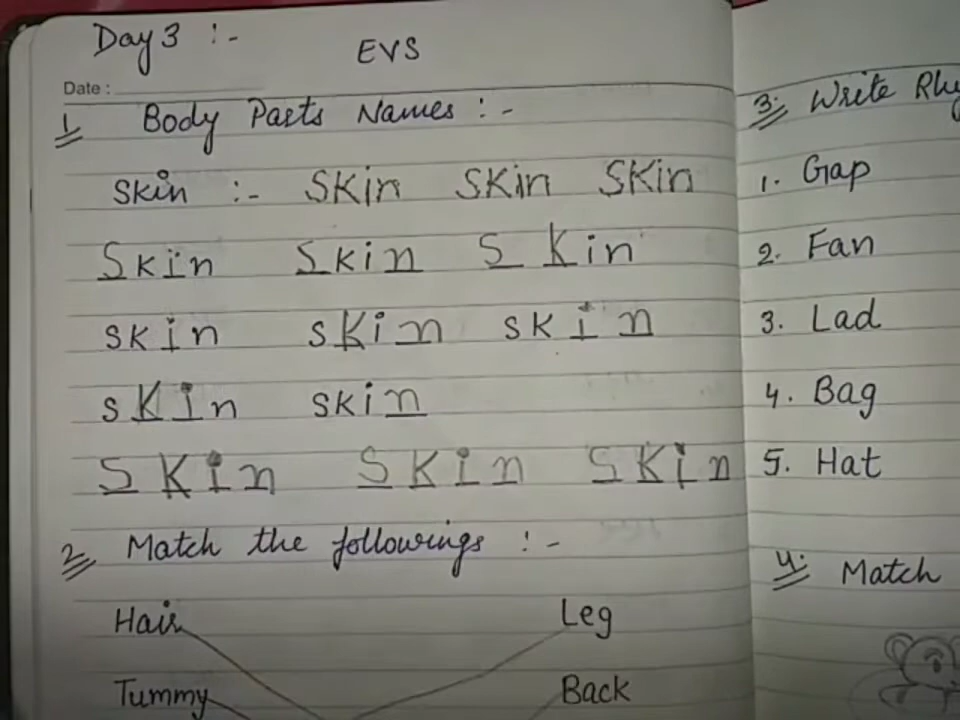 Day 3 :-
EVS
Date :
1 Body Parts Names :-
Skin :- Skin Skin Skin
Skin Skin Skin
skin skin skin
skin skin
Skin Skin Skin
2 Match the followings :-
Hair Leg
Tummy Back
3. Write Rhy
1. Gap
2. Fan
3. Lad
4. Bag
5. Hat
4. Match